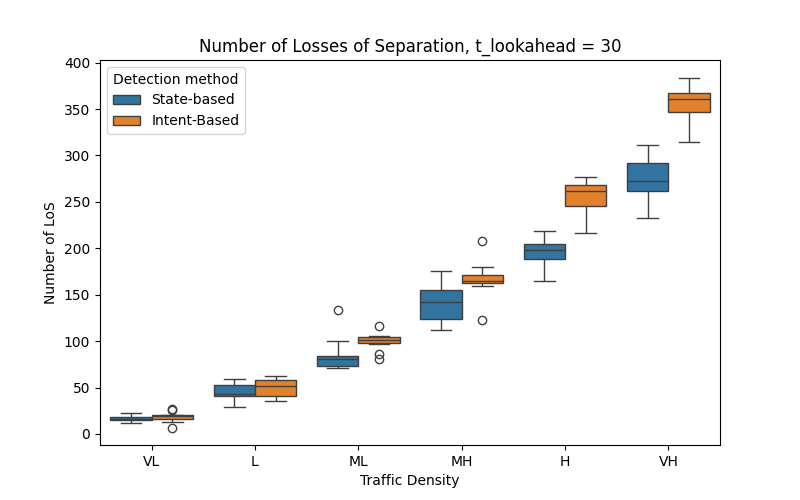 Number of Losses of Separation, t_lookahead = 30
Detection method
State-based
Intent-Based
Number of LoS
400
350
300
250
200
150
100
50
0
VL L ML MH H VH
Traffic Density